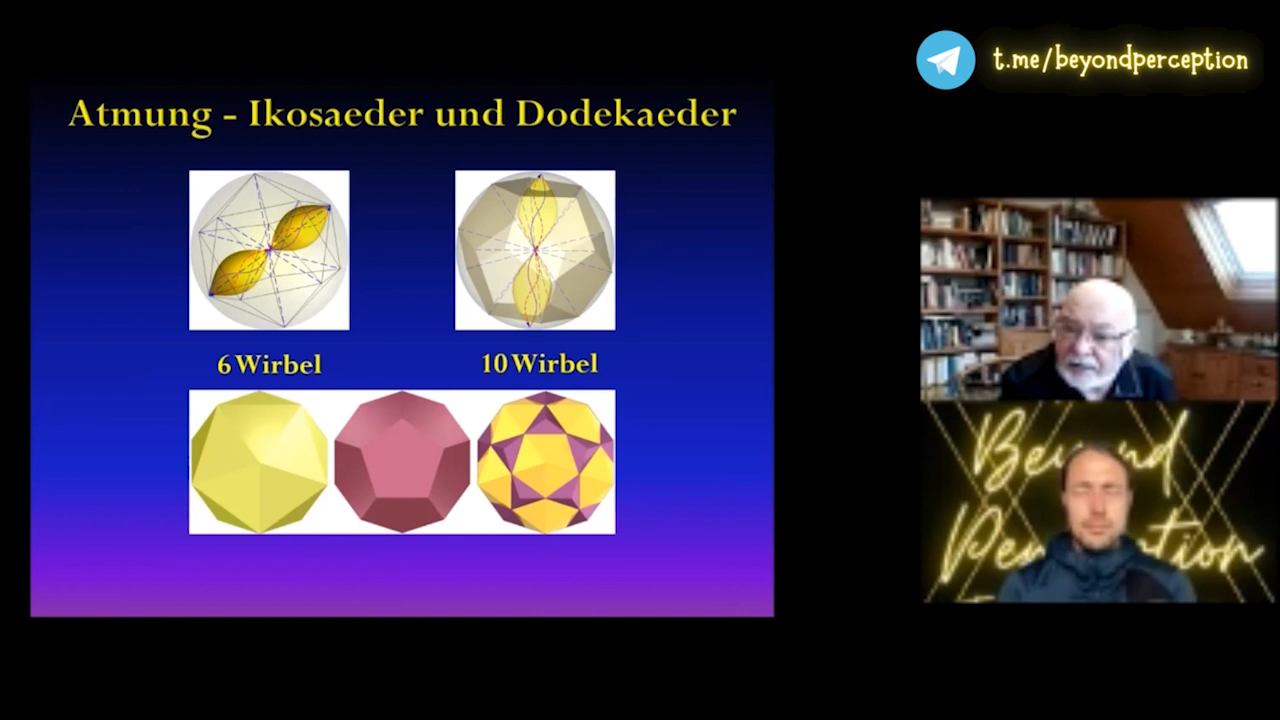 t.me/beyondperception
Atmung - Ikosaeder und Dodekaeder
6 Wirbel
10 Wirbel
Beyond
Perception